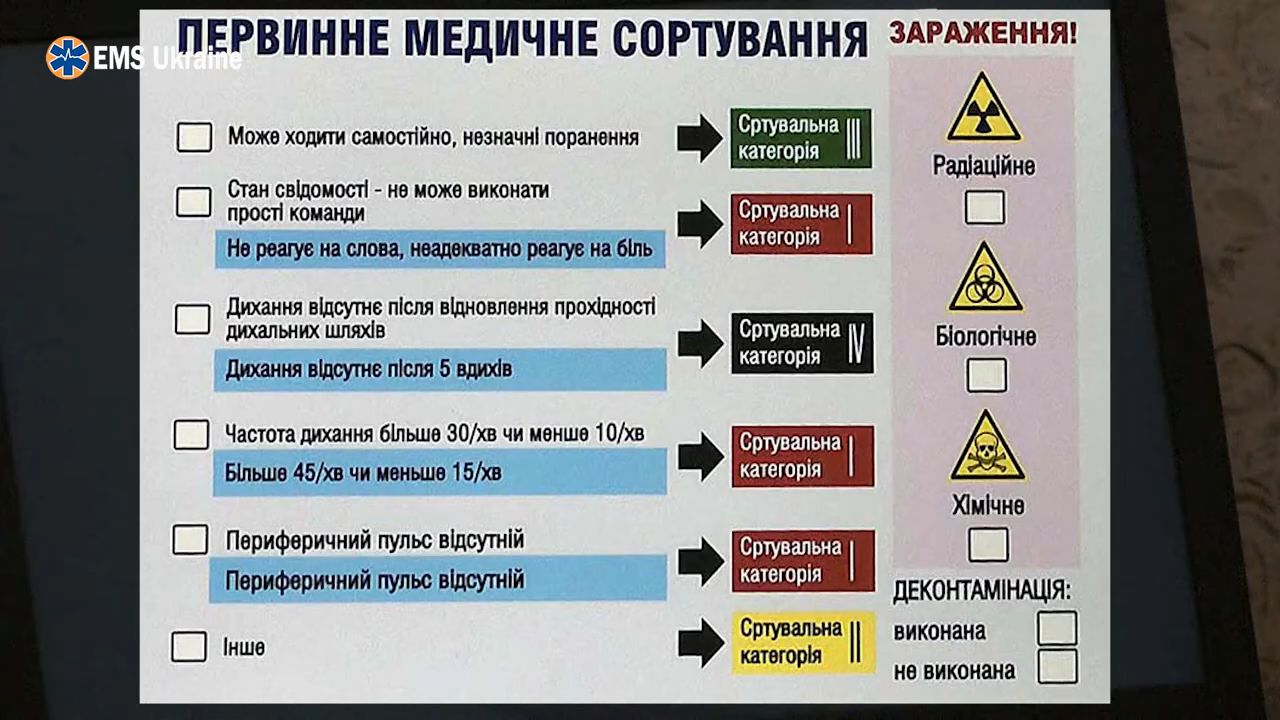 ПЕРВИННЕ МЕДИЧНЕ СОРТУВАННЯ
EMS Ukraine
Може ходити самостійно, незначні поранення
Сртувальна
категорія III
Стан свідомості - не може виконати
прості команди
Не реагує на слова, неадекватно реагує на біль
Сртувальна
категорія I
Дихання відсутнє після відновлення прохідності
дихальних шляхів
Дихання відсутнє після 5 вдихів
Сртувальна
категорія IV
Частота дихання більше 30/хв чи менше 10/хв
Більше 45/хв чи меньше 15/хв
Сртувальна
категорія I
Периферичний пульс відсутній
Периферичний пульс відсутній
Сртувальна
категорія I
Інше
Сртувальна
категорія II
ЗАРАЖЕННЯ!
Радіаційне
Біологічне
Хімічне
ДЕКОНТАМІНАЦІЯ:
виконана
не виконана